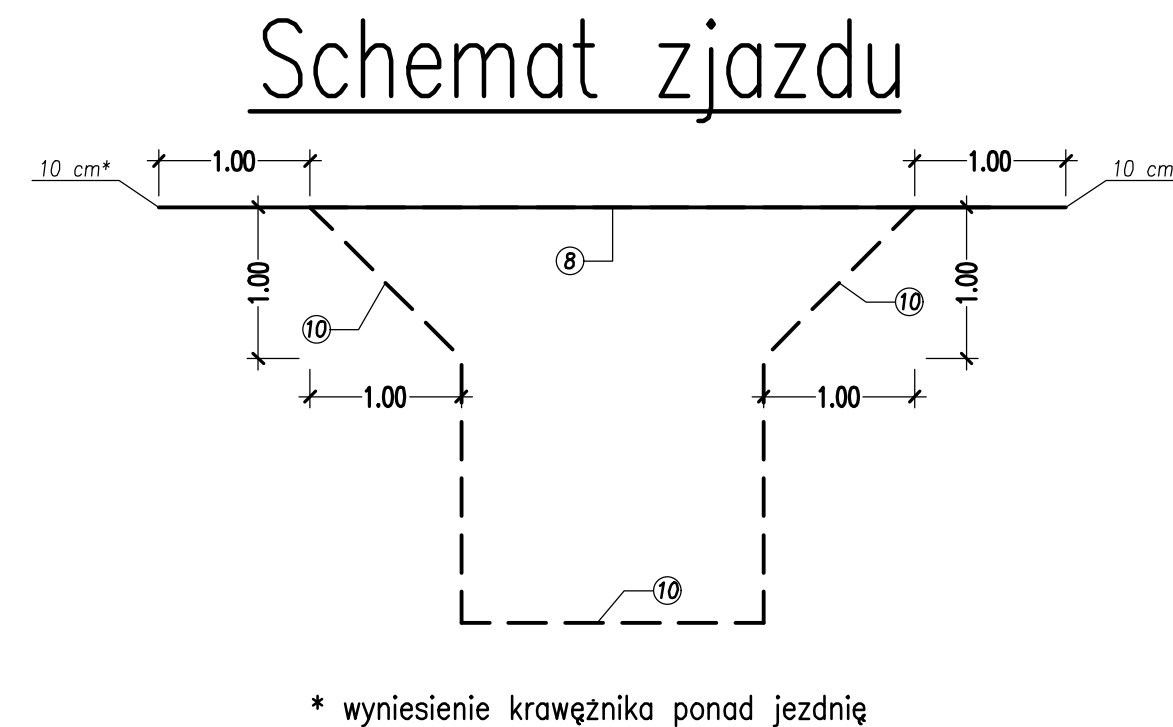 Schemat zjazdu
1.00 1.00
10 cm* 10 cm
8
1.00 1.00
10 10
1.00 1.00
10
* wyniesienie krawężnika ponad jezdnię